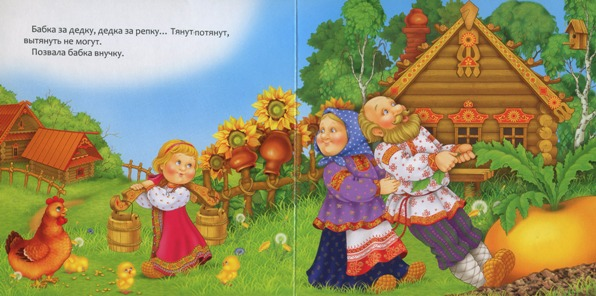 Бабка за дедку, дедка за репку... Тянут-потянут,
вытянуть не могут.
Позвала бабка внучку.